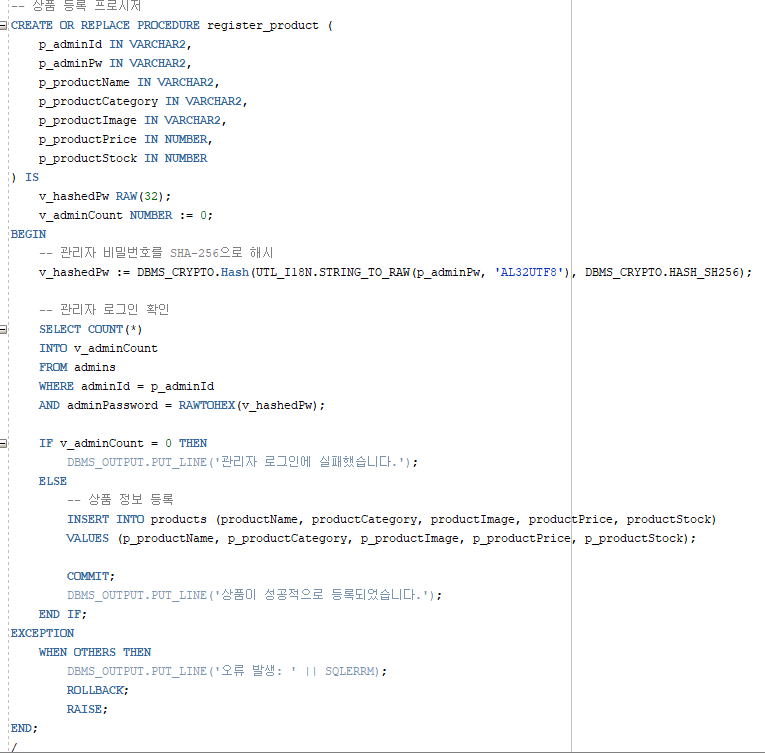 -- 상품 등록 프로시저
CREATE OR REPLACE PROCEDURE register_product (
    p_adminId IN VARCHAR2,
    p_adminPw IN VARCHAR2,
    p_productName IN VARCHAR2,
    p_productCategory IN VARCHAR2,
    p_productImage IN VARCHAR2,
    p_productPrice IN NUMBER,
    p_productStock IN NUMBER
) IS
    v_hashedPw RAW(32);
    v_adminCount NUMBER := 0;
BEGIN
    -- 관리자 비밀번호를 SHA-256으로 해시
    v_hashedPw := DBMS_CRYPTO.Hash(UTL_I18N.STRING_TO_RAW(p_adminPw, 'AL32UTF8'), DBMS_CRYPTO.HASH_SH256);
    -- 관리자 로그인 확인
    SELECT COUNT(*)
    INTO v_adminCount
    FROM admins
    WHERE adminId = p_adminId
    AND adminPassword = RAWTOHEX(v_hashedPw);
    IF v_adminCount = 0 THEN
        DBMS_OUTPUT.PUT_LINE('관리자 로그인에 실패했습니다.');
    ELSE
        -- 상품 정보 등록
        INSERT INTO products (productName, productCategory, productImage, productPrice, productStock)
        VALUES (p_productName, p_productCategory, p_productImage, p_productPrice, p_productStock);
        COMMIT;
        DBMS_OUTPUT.PUT_LINE('상품이 성공적으로 등록되었습니다.');
    END IF;
EXCEPTION
    WHEN OTHERS THEN
        DBMS_OUTPUT.PUT_LINE('오류 발생: ' || SQLERRM);
        ROLLBACK;
        RAISE;
END;
/